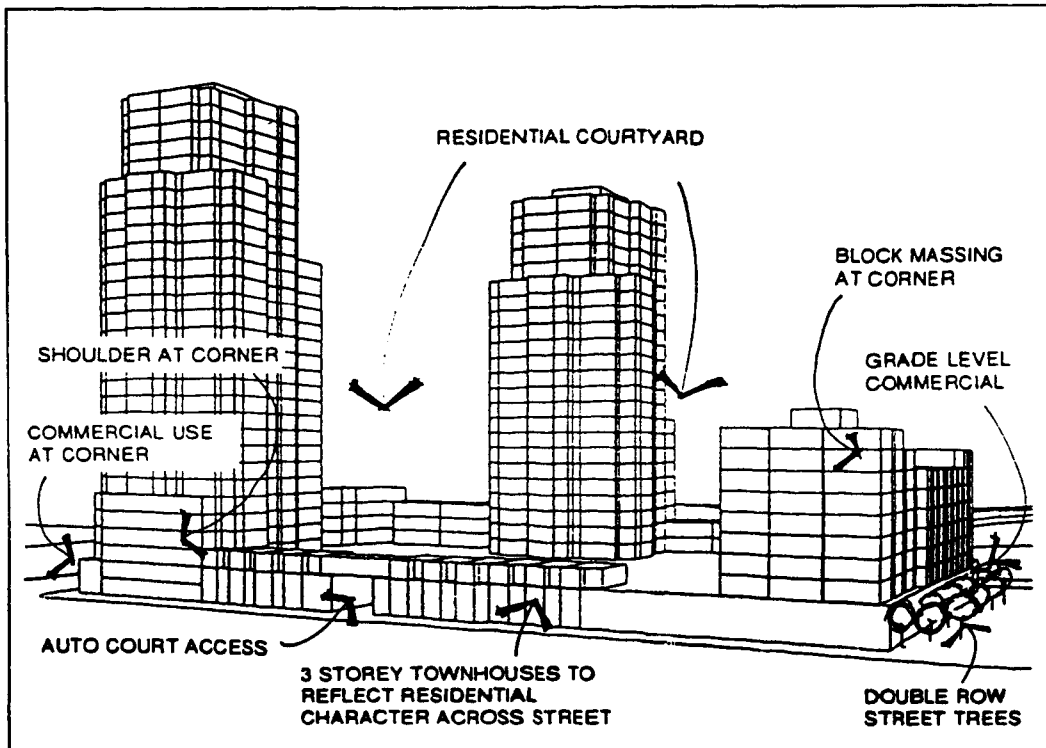 RESIDENTIAL COURTYARD
BLOCK MASSING
AT CORNER
SHOULDER AT CORNER
GRADE LEVEL
COMMERCIAL
COMMERCIAL USE
AT CORNER
AUTO COURT ACCESS
3 STOREY TOWNHOUSES TO
REFLECT RESIDENTIAL
CHARACTER ACROSS STREET
DOUBLE ROW
STREET TREES